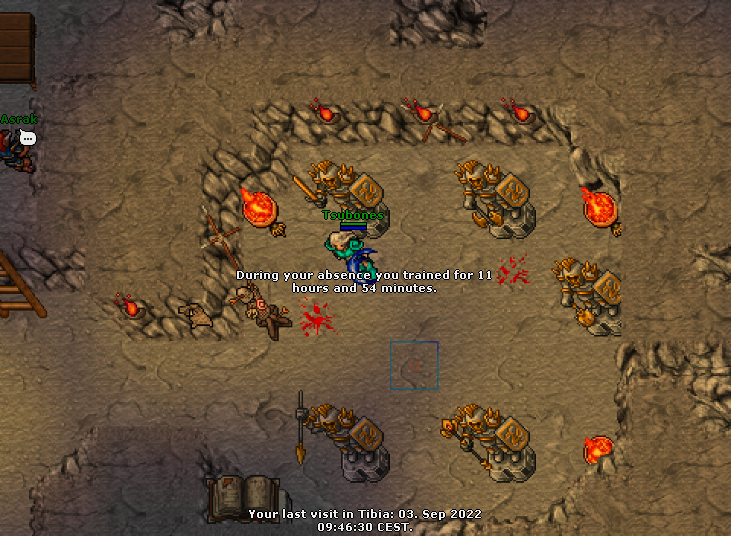 Asrak
...
Tsubones
During your absence you trained for 11
hours and 54 minutes.
Your last visit in Tibia: 03. Sep 2022
09:46:30 CEST.